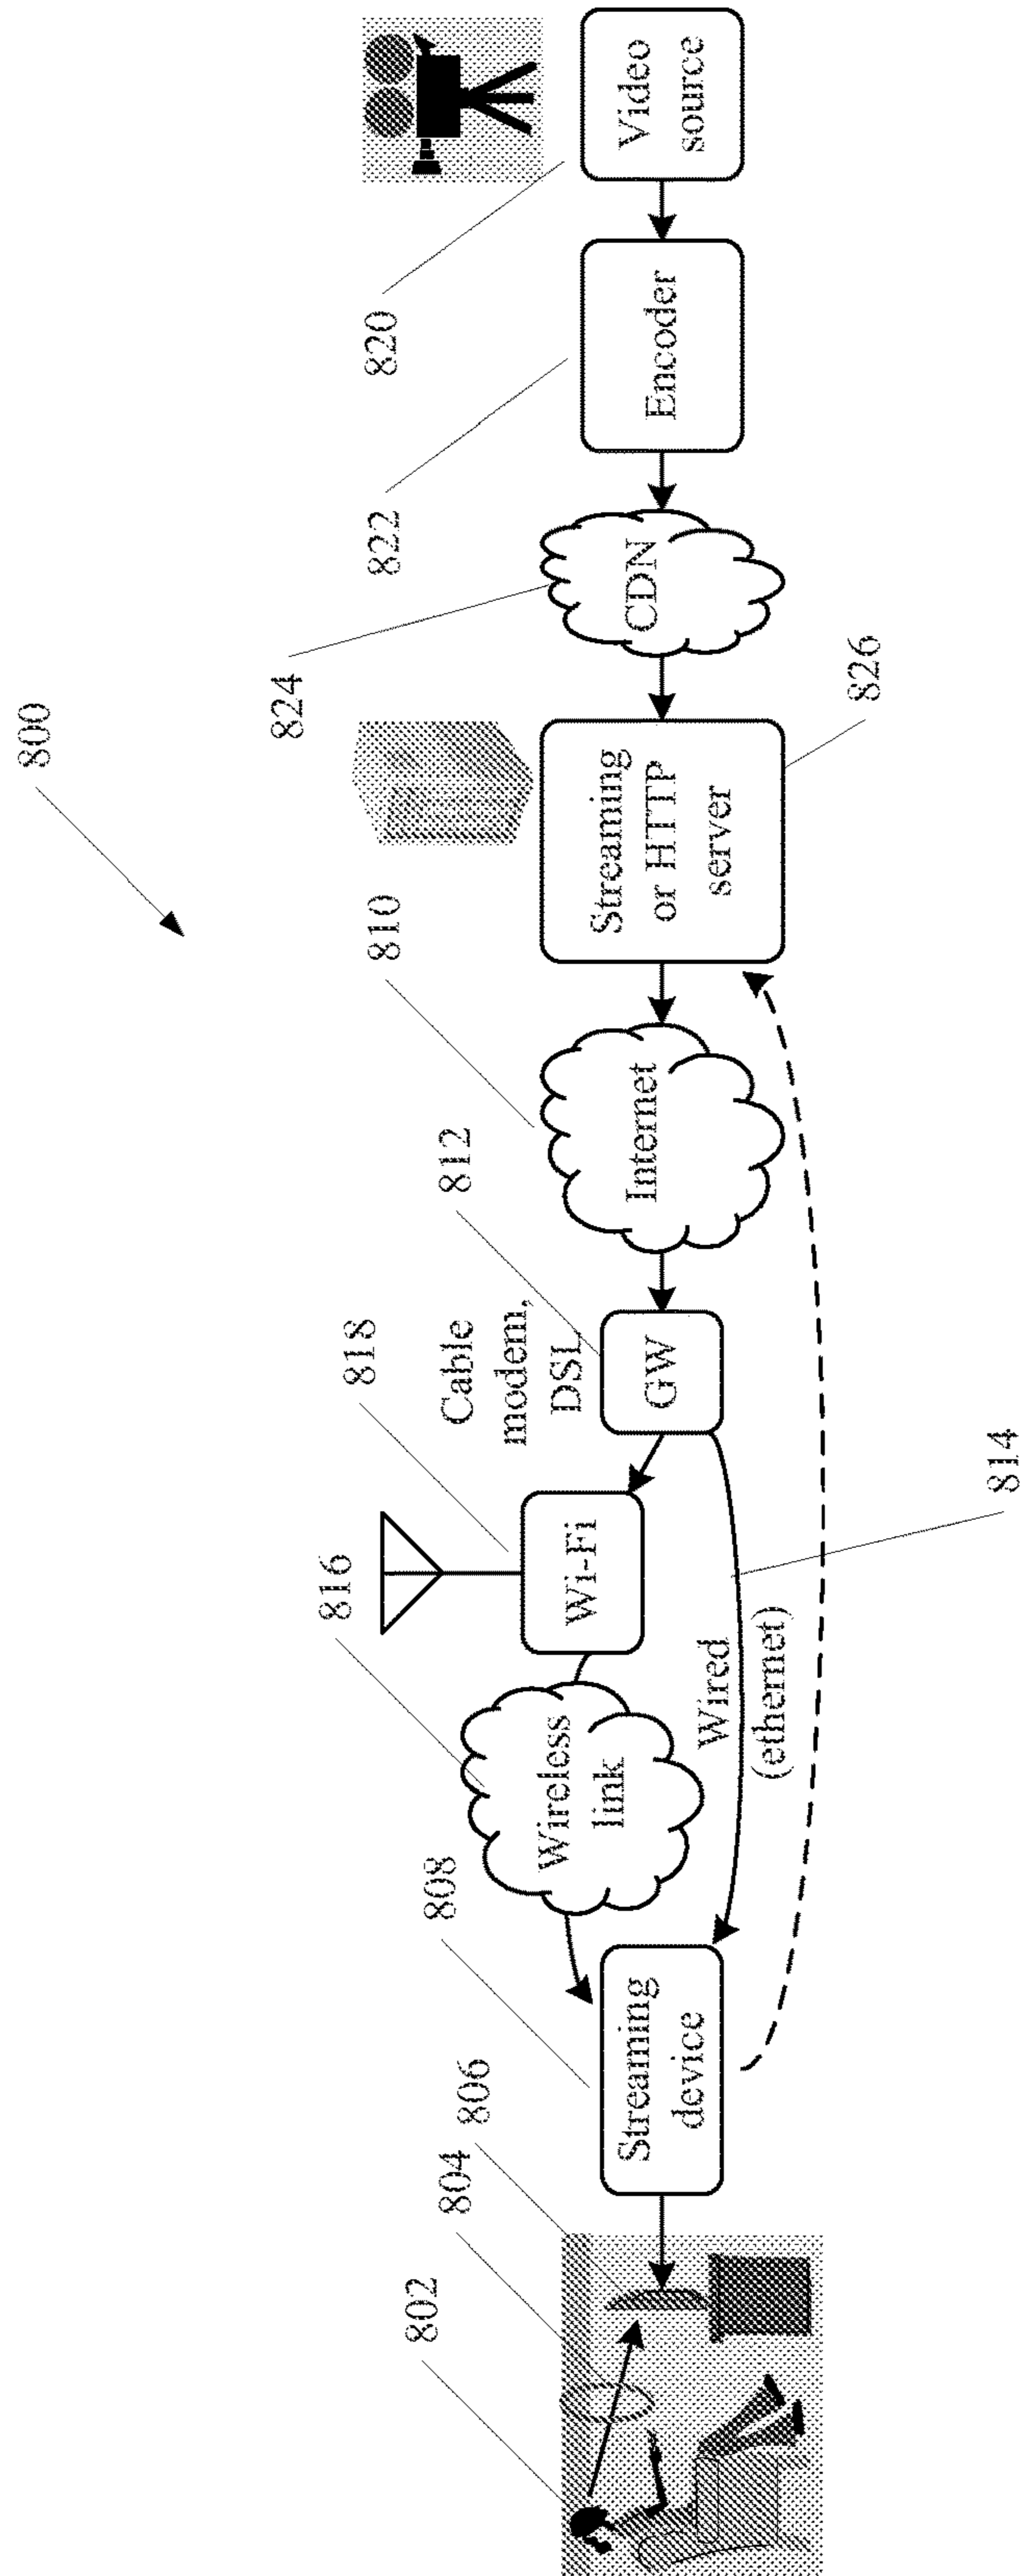 800
802
804
806
808
816
818
812
810
824
822
820
Streaming
device
Wireless
link
Wi-Fi
Cable
modem,
DSL
GW
Internet
Streaming
or HTTP
server
CDN
Encoder
Video
source
Wired
(ethernet)
814
826